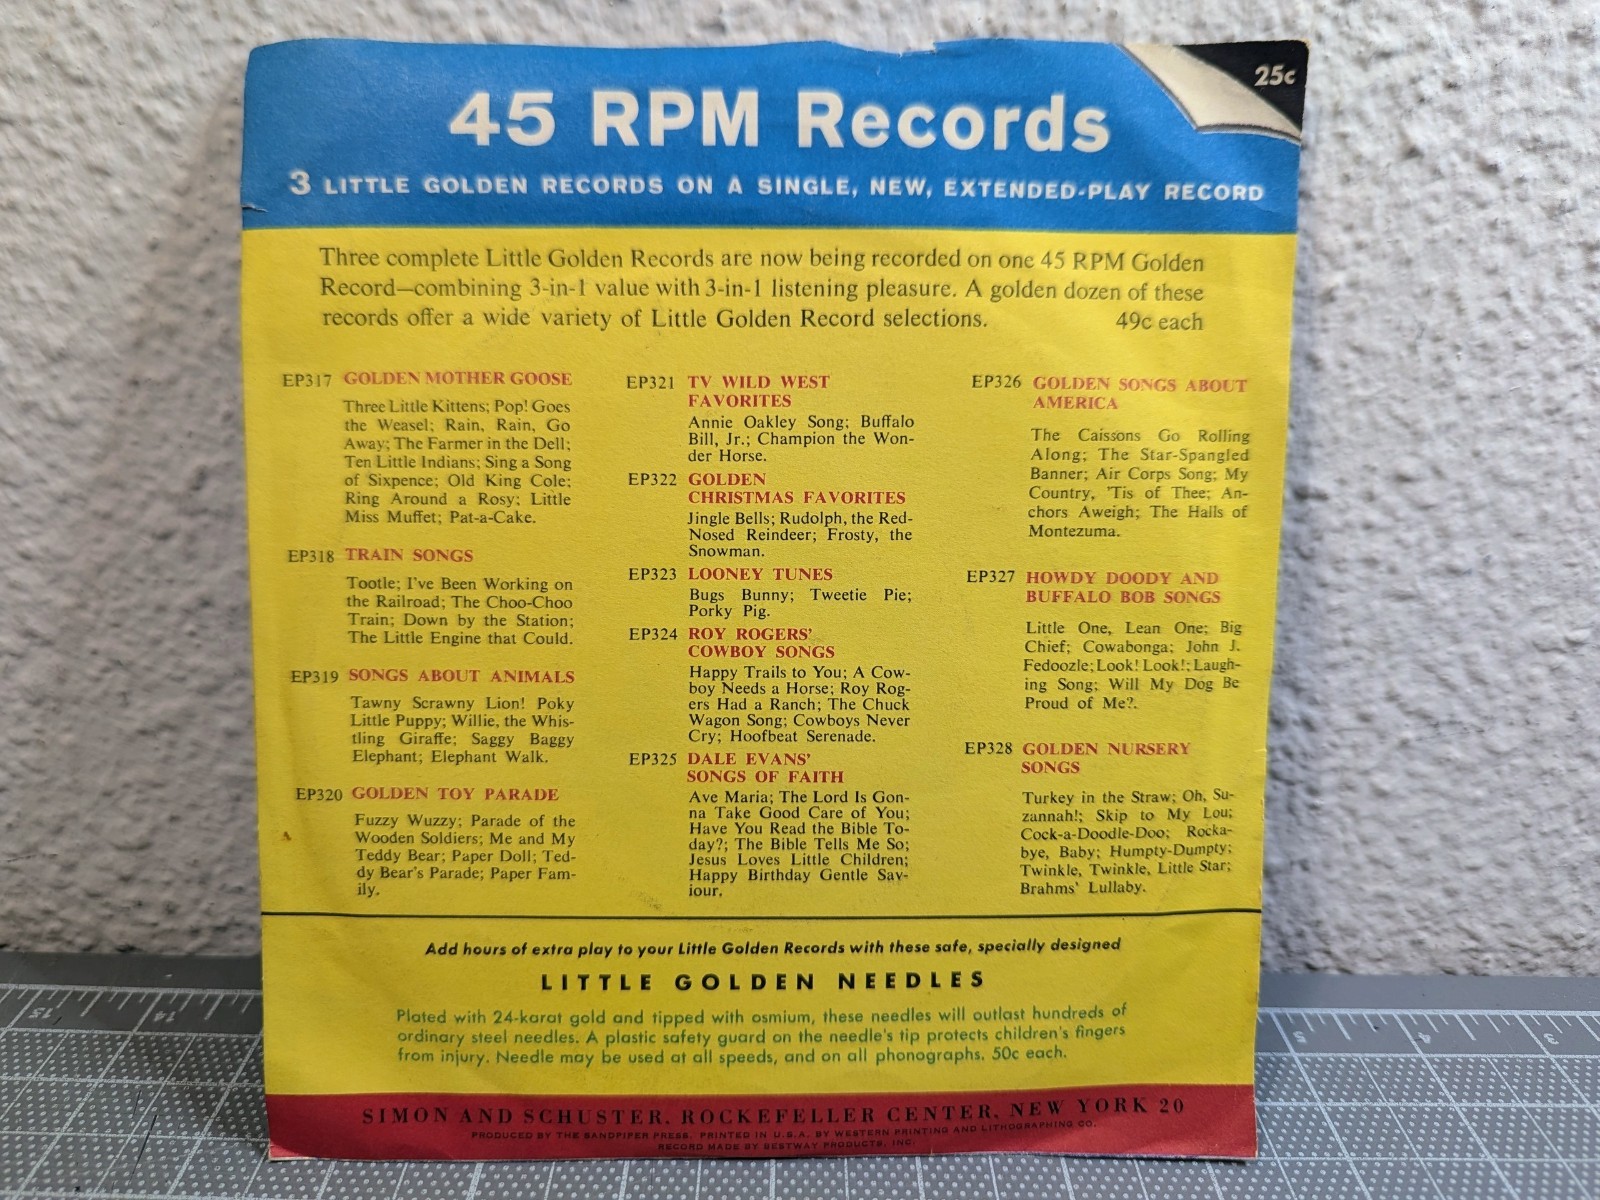 25c
45 RPM Records
3 LITTLE GOLDEN RECORDS ON A SINGLE, NEW, EXTENDED-PLAY RECORD
Three complete Little Golden Records are now being recorded on one 45 RPM Golden
Record—combining 3-in-1 value with 3-in-1 listening pleasure. A golden dozen of these
records offer a wide variety of Little Golden Record selections. 49c each
EP317 GOLDEN MOTHER GOOSE
Three Little Kittens; Pop! Goes
the Weasel; Rain, Rain, Go
Away; The Farmer in the Dell;
Ten Little Indians; Sing a Song
of Sixpence; Old King Cole;
Ring Around a Rosy; Little
Miss Muffet; Pat-a-Cake.
EP318 TRAIN SONGS
Tootle; I've Been Working on
the Railroad; The Choo-Choo
Train; Down by the Station;
The Little Engine that Could.
EP319 SONGS ABOUT ANIMALS
Tawny Scrawny Lion! Poky
Little Puppy; Willie, the Whis-
tling Giraffe; Saggy Baggy
Elephant; Elephant Walk.
EP320 GOLDEN TOY PARADE
Fuzzy Wuzzy; Parade of the
Wooden Soldiers; Me and My
Teddy Bear; Paper Doll; Ted-
dy Bear's Parade; Paper Fam-
ily.
EP321 TV WILD WEST
FAVORITES
Annie Oakley Song; Buffalo
Bill, Jr.; Champion the Won-
der Horse.
EP322 GOLDEN
CHRISTMAS FAVORITES
Jingle Bells; Rudolph, the Red-
Nosed Reindeer; Frosty, the
Snowman.
EP323 LOONEY TUNES
Bugs Bunny; Tweetie Pie;
Porky Pig.
EP324 ROY ROGERS'
COWBOY SONGS
Happy Trails to You; A Cow-
boy Needs a Horse; Roy Rog-
ers Had a Ranch; The Chuck
Wagon Song; Cowboys Never
Cry; Hoofbeat Serenade.
EP325 DALE EVANS'
SONGS OF FAITH
Ave Maria; The Lord Is Gon-
na Take Good Care of You;
Have You Read the Bible To-
day?; The Bible Tells Me So;
Jesus Loves Little Children;
Happy Birthday Gentle Sav-
iour.
EP326 GOLDEN SONGS ABOUT
AMERICA
The Caissons Go Rolling
Along; The Star-Spangled
Banner; Air Corps Song; My
Country, 'Tis of Thee; An-
chors Aweigh; The Halls of
Montezuma.
EP327 HOWDY DOODY AND
BUFFALO BOB SONGS
Little One, Lean One; Big
Chief; Cowabonga; John J.
Fedoozle; Look! Look!; Laugh-
ing Song; Will My Dog Be
Proud of Me?.
EP328 GOLDEN NURSERY
SONGS
Turkey in the Straw; Oh, Su-
zannah!; Skip to My Lou;
Cock-a-Doodle-Doo; Rocka-
bye, Baby; Humpty-Dumpty;
Twinkle, Twinkle, Little Star;
Brahms' Lullaby.
Add hours of extra play to your Little Golden Records with these safe, specially designed
LITTLE GOLDEN NEEDLES
Plated with 24-karat gold and tipped with osmium, these needles will outlast hundreds of
ordinary steel needles. A plastic safety guard on the needle's tip protects children's fingers
from injury. Needle may be used at all speeds, and on all phonographs. 50c each.
SIMON AND SCHUSTER, ROCKEFELLER CENTER, NEW YORK 20
PRODUCED BY THE SANDPIPER PRESS. PRINTED IN U.S.A. BY WESTERN PRINTING AND LITHOGRAPHING CO.
RECORD MADE BY BESTWAY PRODUCTS, INC.
15 14 5 4 3